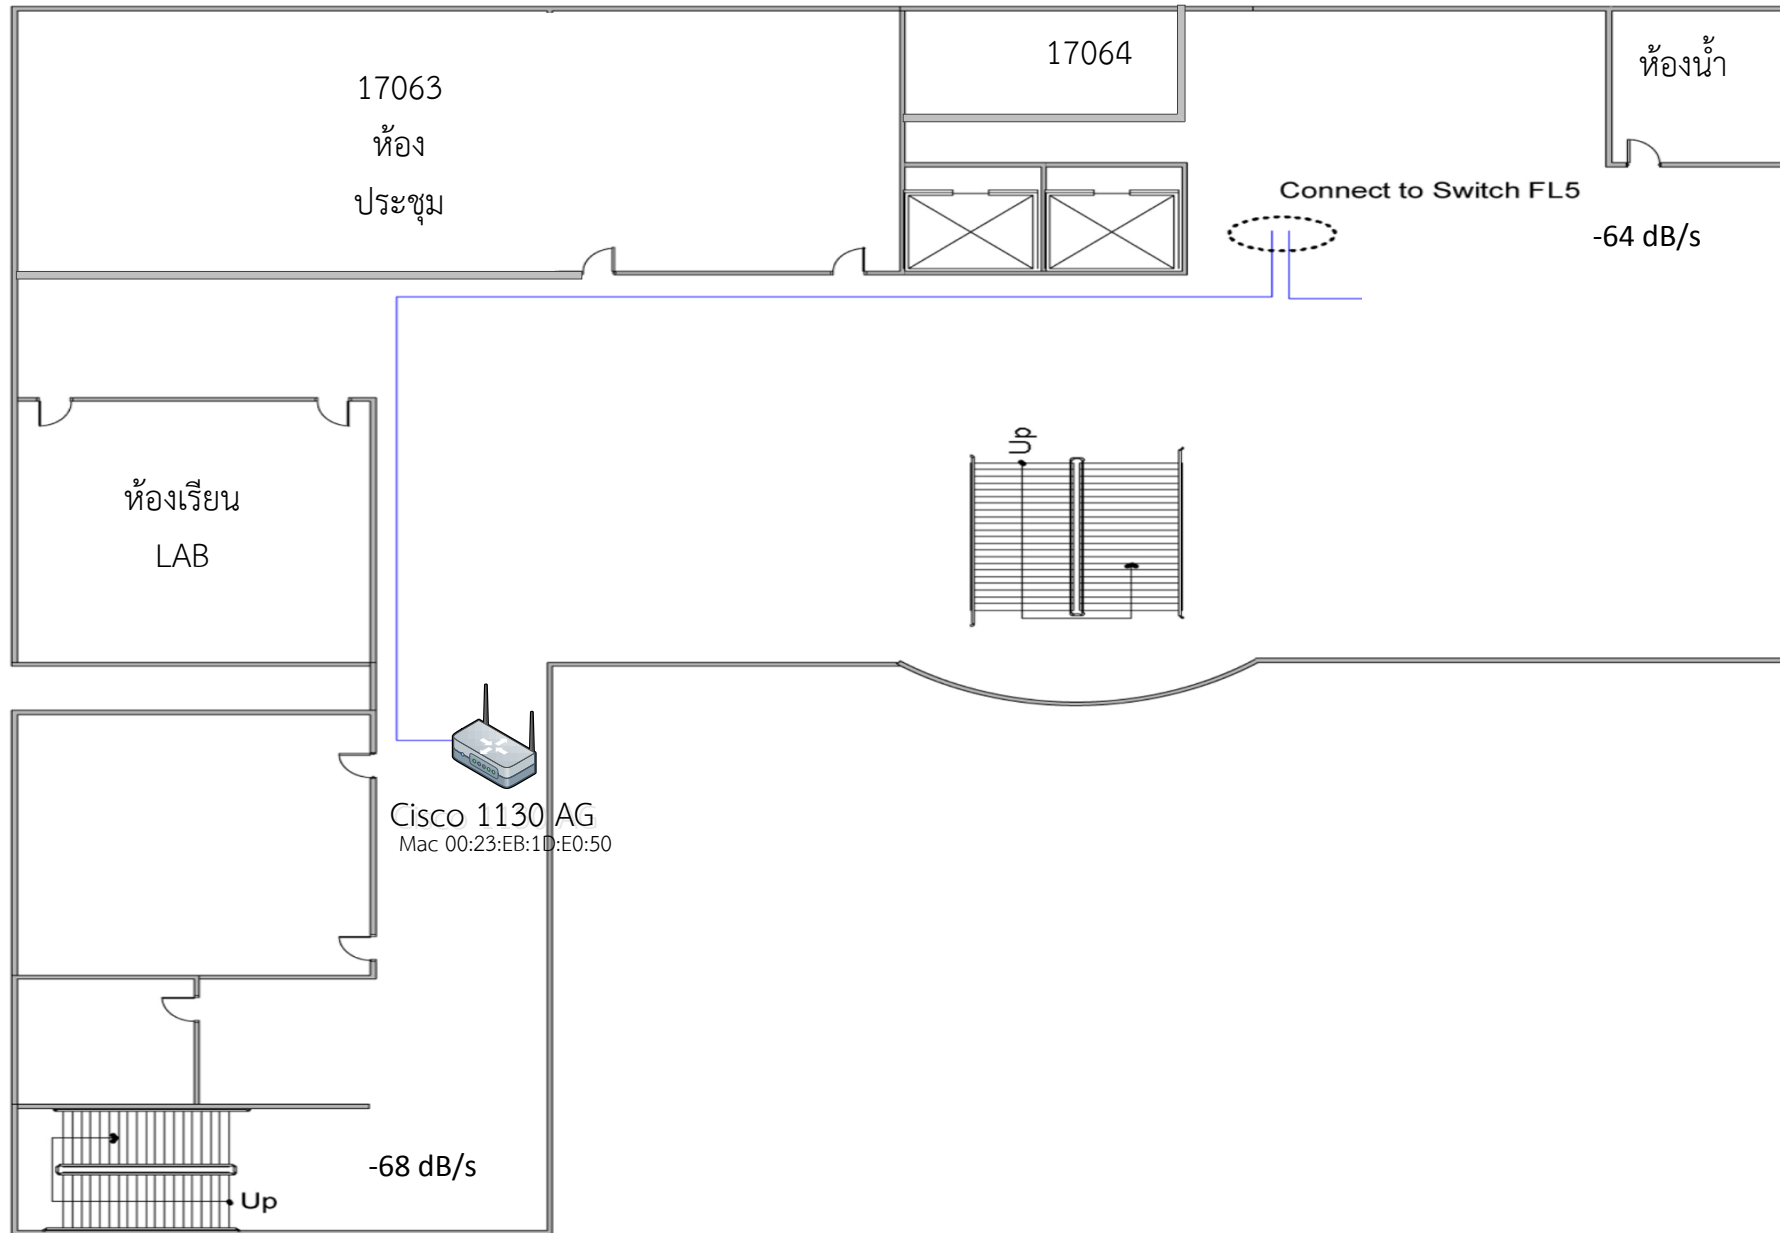 17063
ห้อง
ประชุม
17064
ห้องน้ำ
Connect to Switch FL5
-64 dB/s
Up
ห้องเรียน
LAB
Cisco 1130 AG
Mac 00:23:EB:1D:E0:50
-68 dB/s
Up